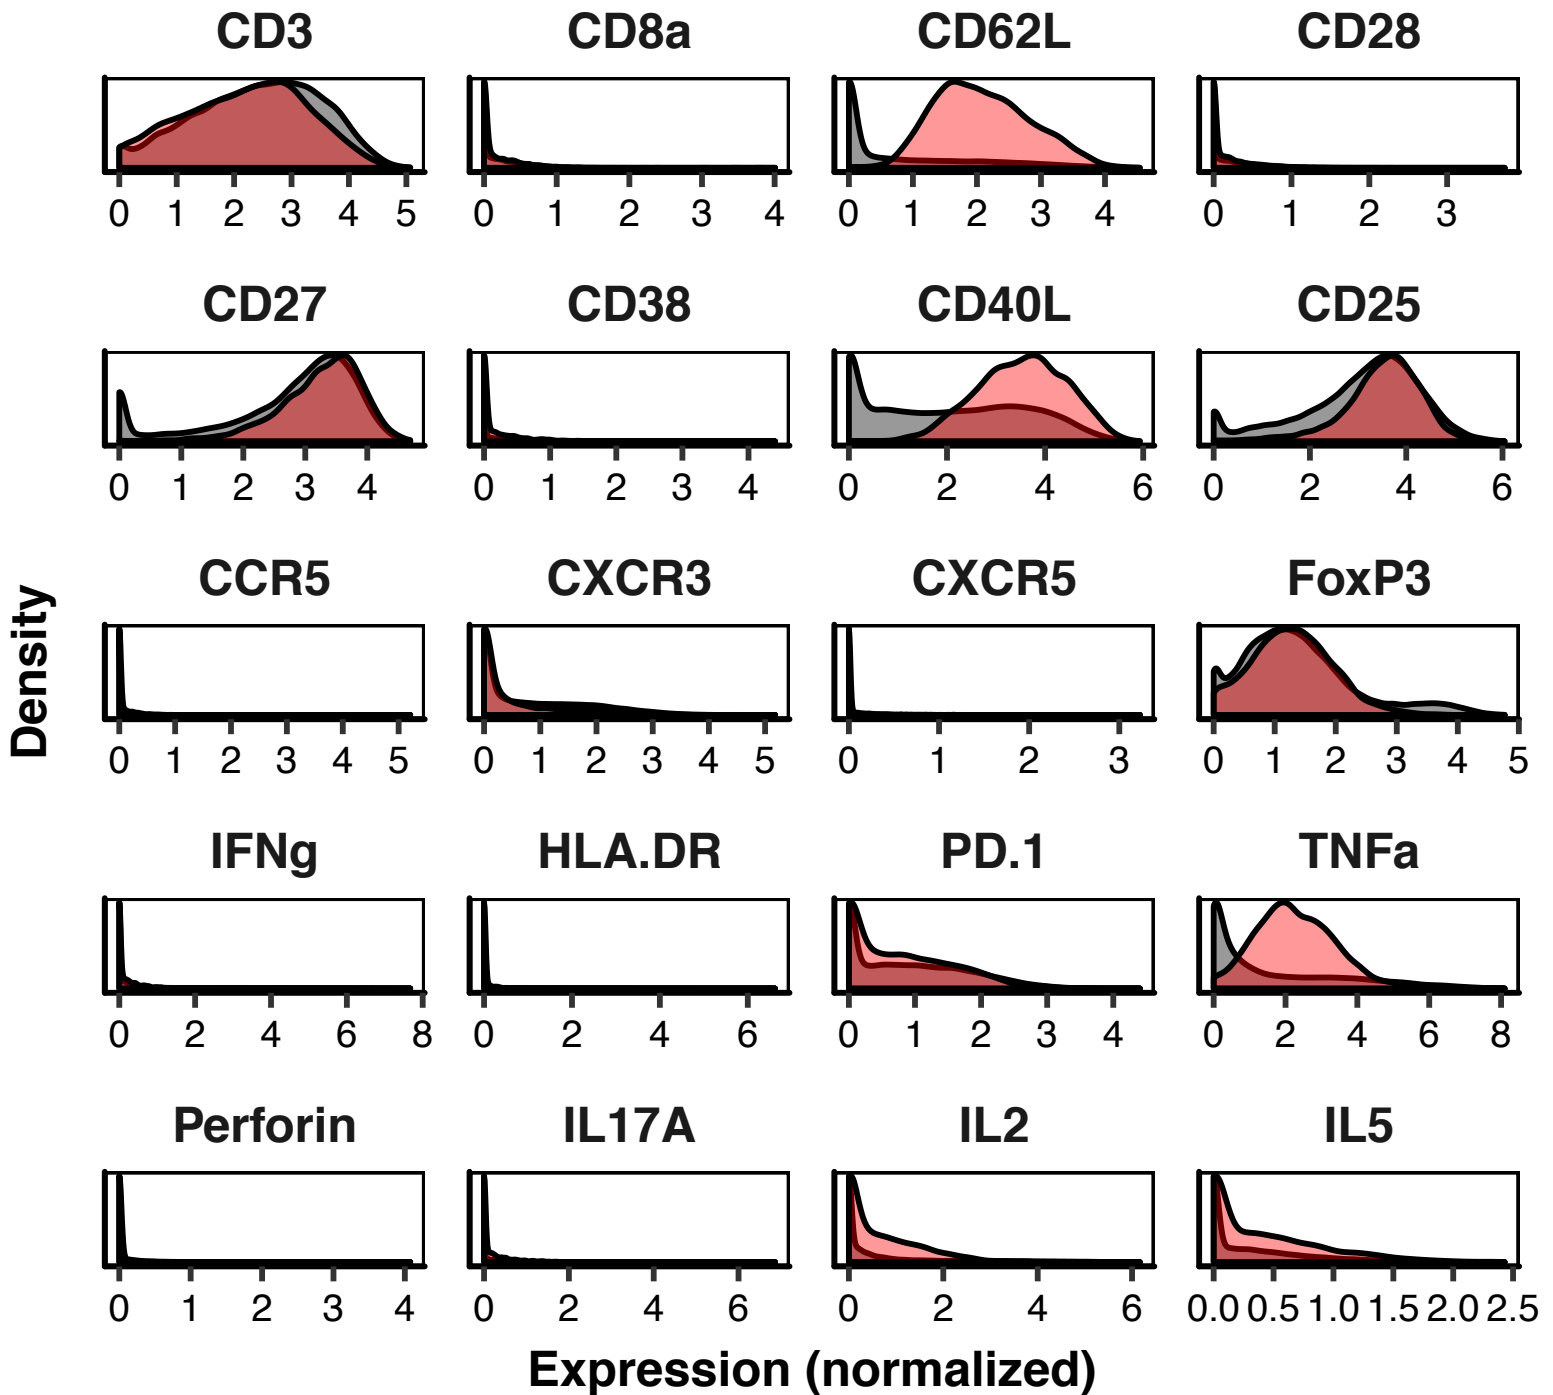 CD3 CD8a CD62L CD28
0 1 2 3 4 5 0 1 2 3 4 0 1 2 3 4 0 1 2 3
CD27 CD38 CD40L CD25
0 1 2 3 4 0 1 2 3 4 0 2 4 6 0 2 4 6
CCR5 CXCR3 CXCR5 FoxP3
0 1 2 3 4 5 0 1 2 3 4 5 0 1 2 3 0 1 2 3 4 5
Density
IFNg HLA.DR PD.1 TNFa
0 2 4 6 8 0 2 4 6 0 1 2 3 4 0 2 4 6 8
Perforin IL17A IL2 IL5
0 1 2 3 4 0 2 4 6 0 2 4 6 0.0 0.5 1.0 1.5 2.0 2.5
Expression (normalized)